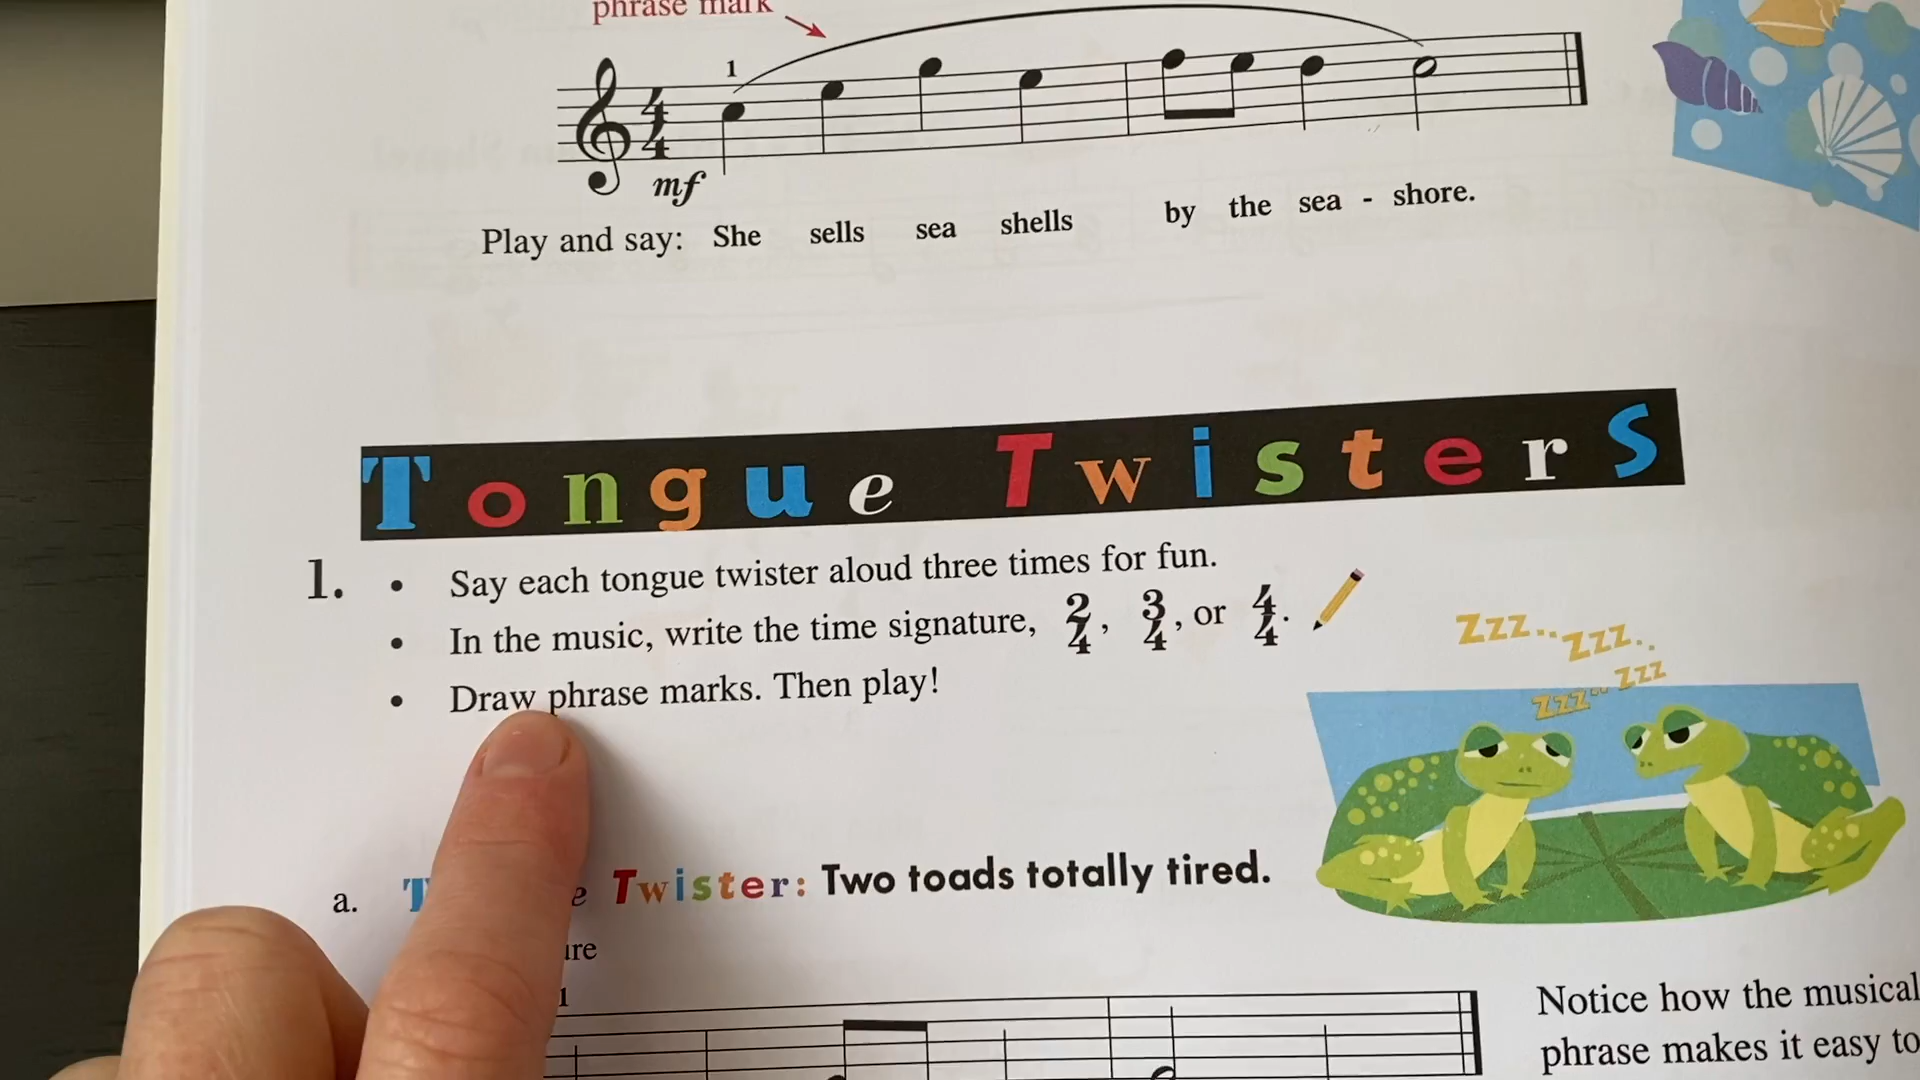 phrase mark
1
4
4
mf
Play and say: She sells sea shells by the sea - shore.
Tongue TwisterS
1. • Say each tongue twister aloud three times for fun.
• In the music, write the time signature, 2/4, 3/4, or 4/4.
• Draw phrase marks. Then play!
Zzz.. Zzz..
Zzz.. Zzz
a. Twister: Two toads totally tired.
1
Notice how the musical
phrase makes it easy to